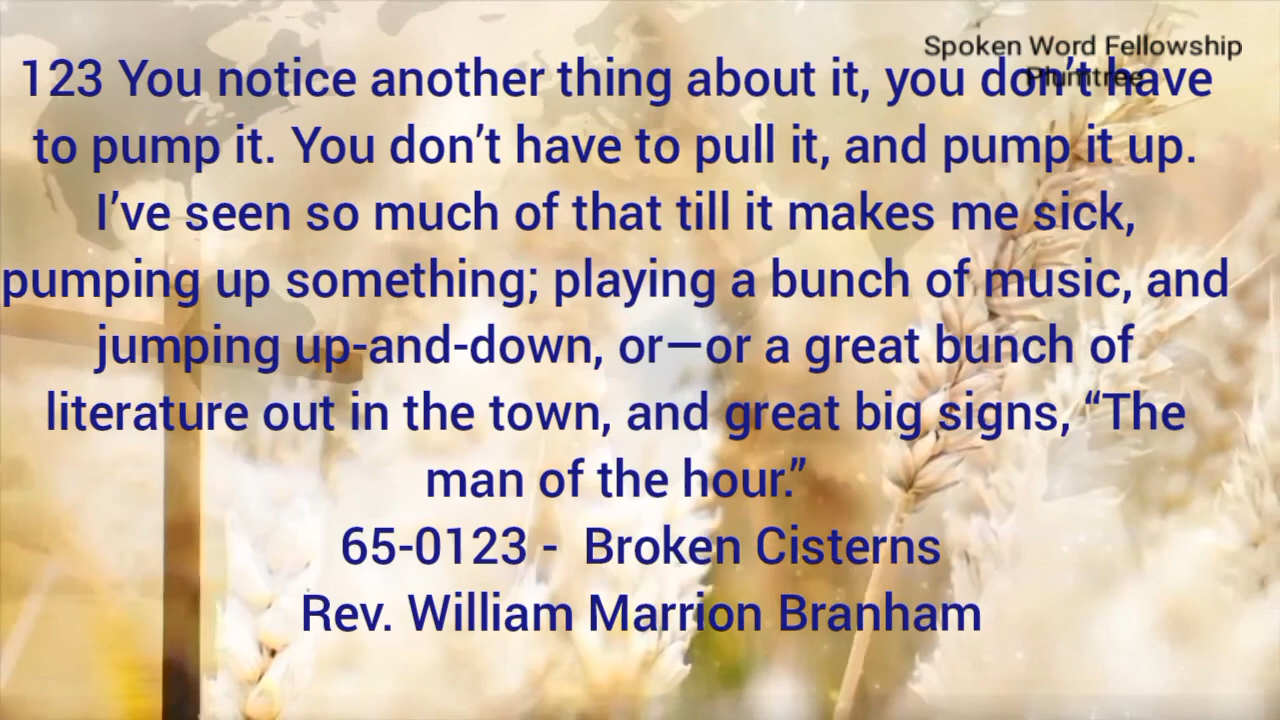 Spoken Word Fellowship
Plumtree
123 You notice another thing about it, you don’t have
to pump it. You don’t have to pull it, and pump it up.
I’ve seen so much of that till it makes me sick,
pumping up something; playing a bunch of music, and
jumping up-and-down, or—or a great bunch of
literature out in the town, and great big signs, “The
man of the hour.”
65-0123 -  Broken Cisterns
Rev. William Marrion Branham